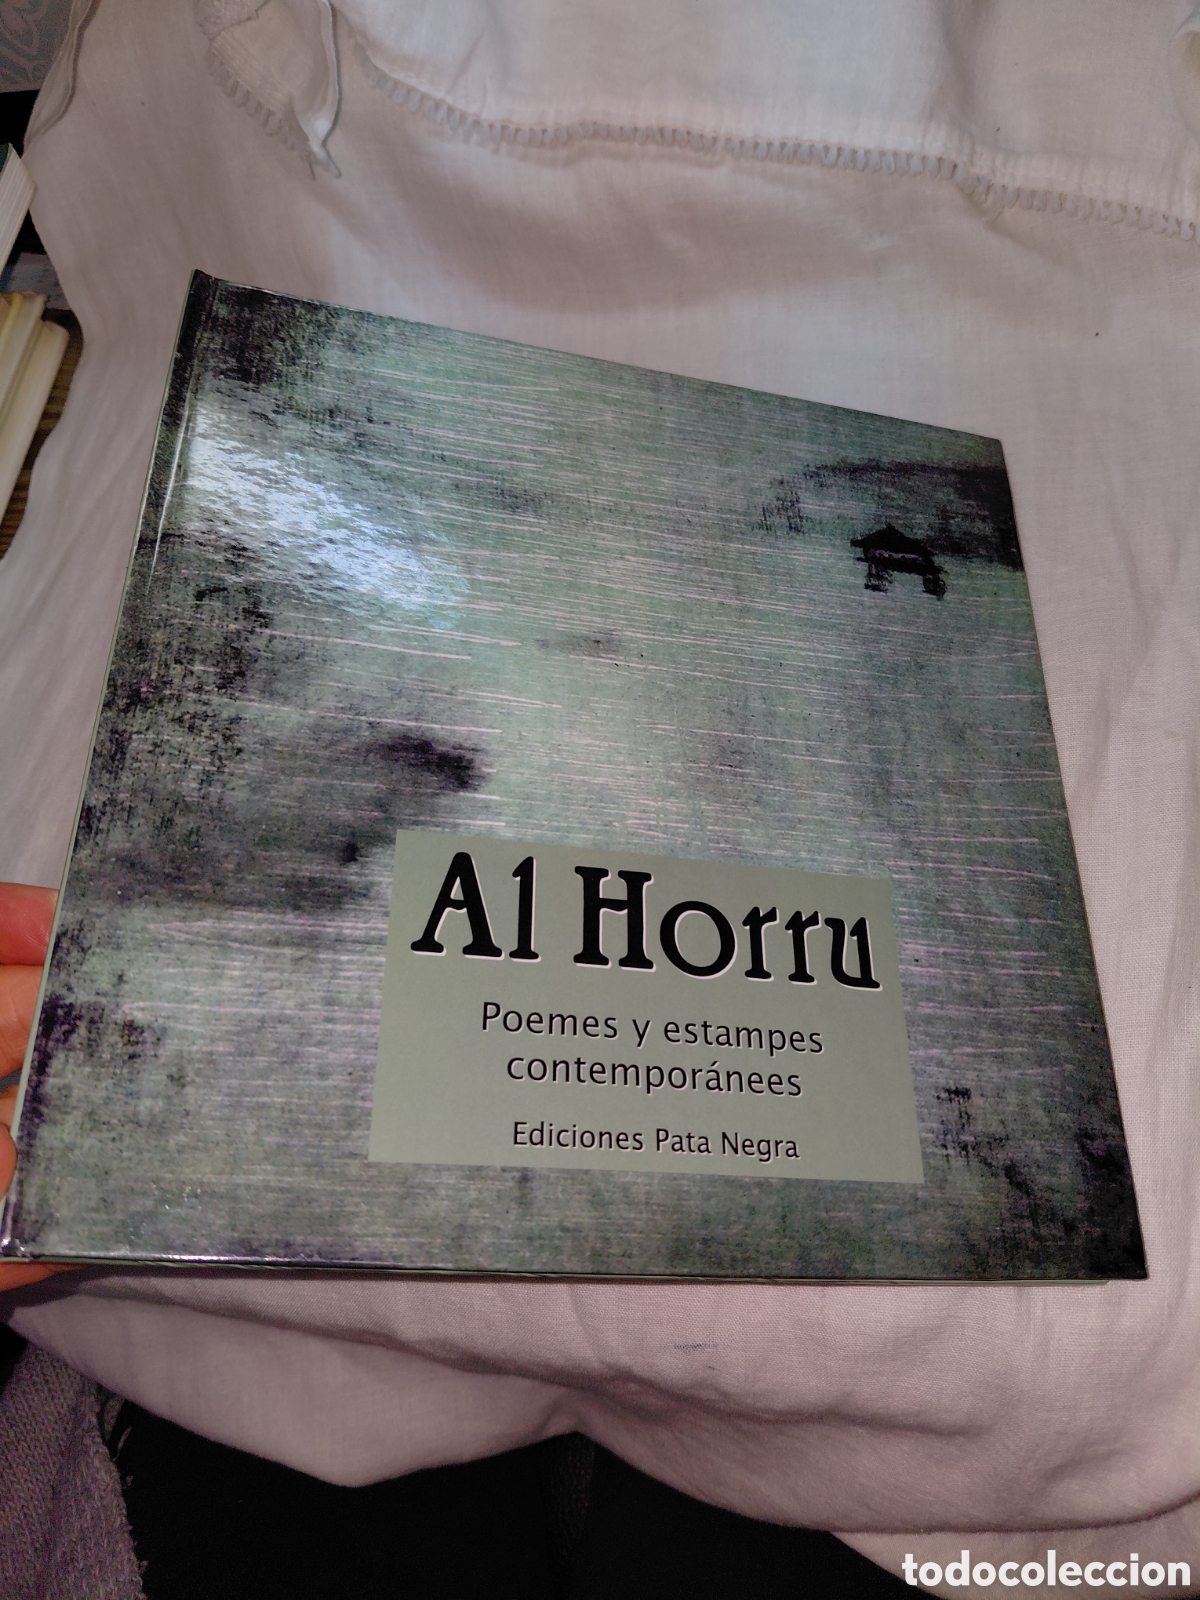 Al Horru
Poemes y estampes
contemporánees
Ediciones Pata Negra
todocoleccion